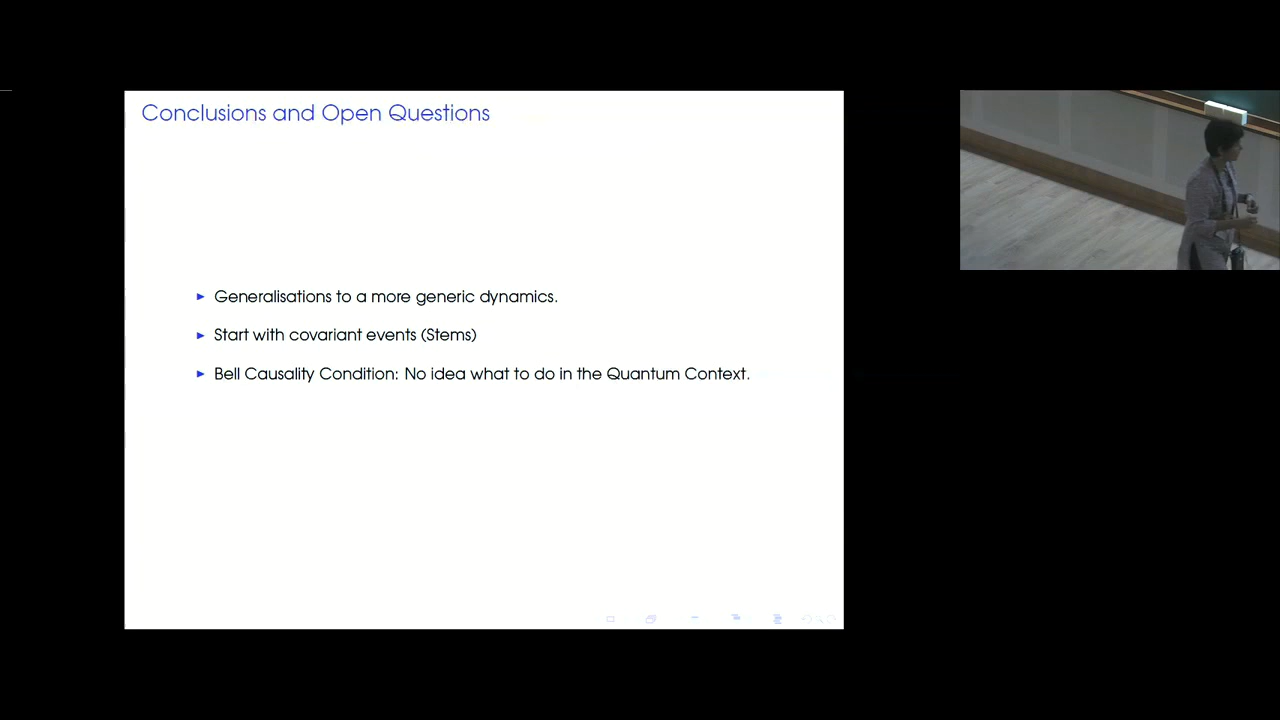 Conclusions and Open Questions
Generalisations to a more generic dynamics.
Start with covariant events (Stems)
Bell Causality Condition: No idea what to do in the Quantum Context.